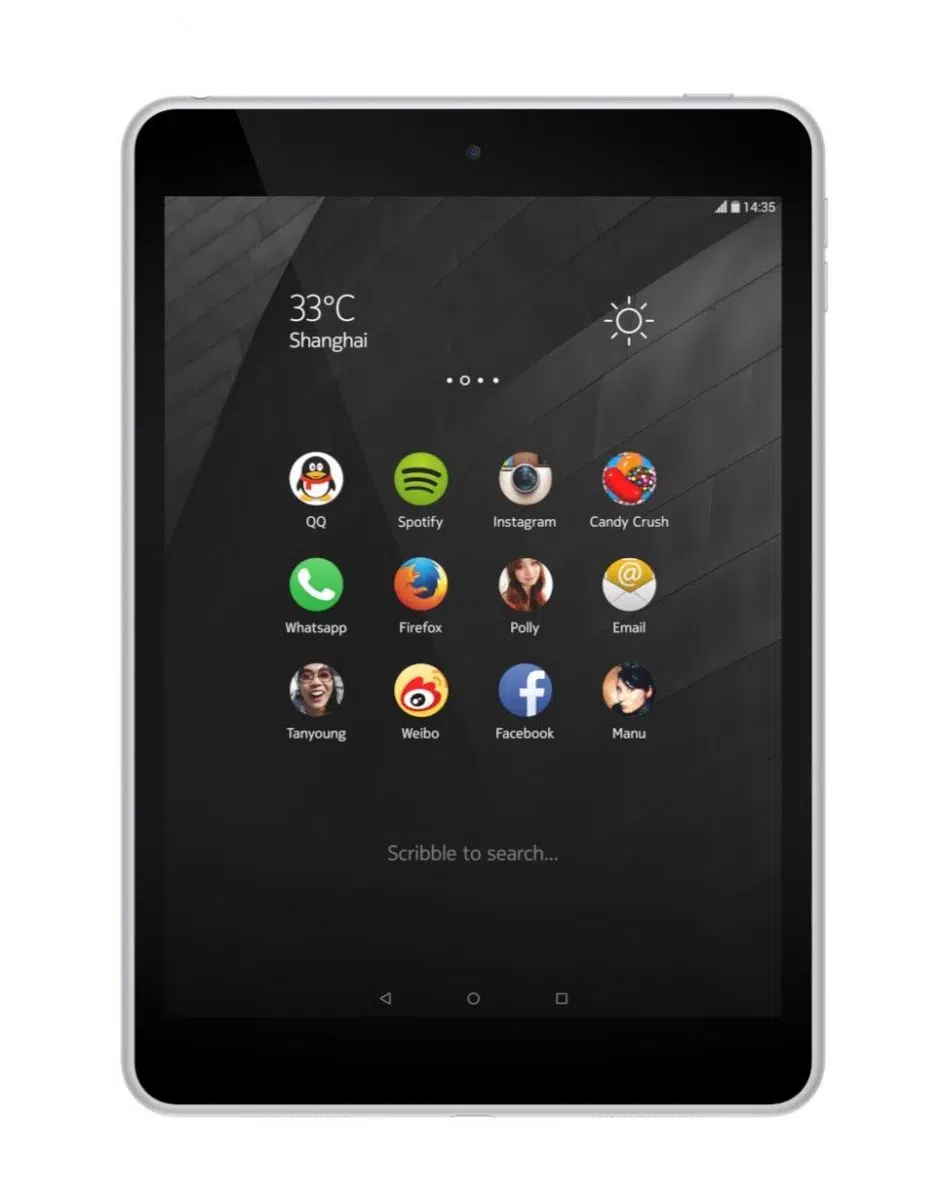 14:35
33°C
Shanghai
QQ Spotify Instagram Candy Crush
Whatsapp Firefox Polly Email
@
Tanyoung Weibo Facebook Manu
f
Scribble to search...